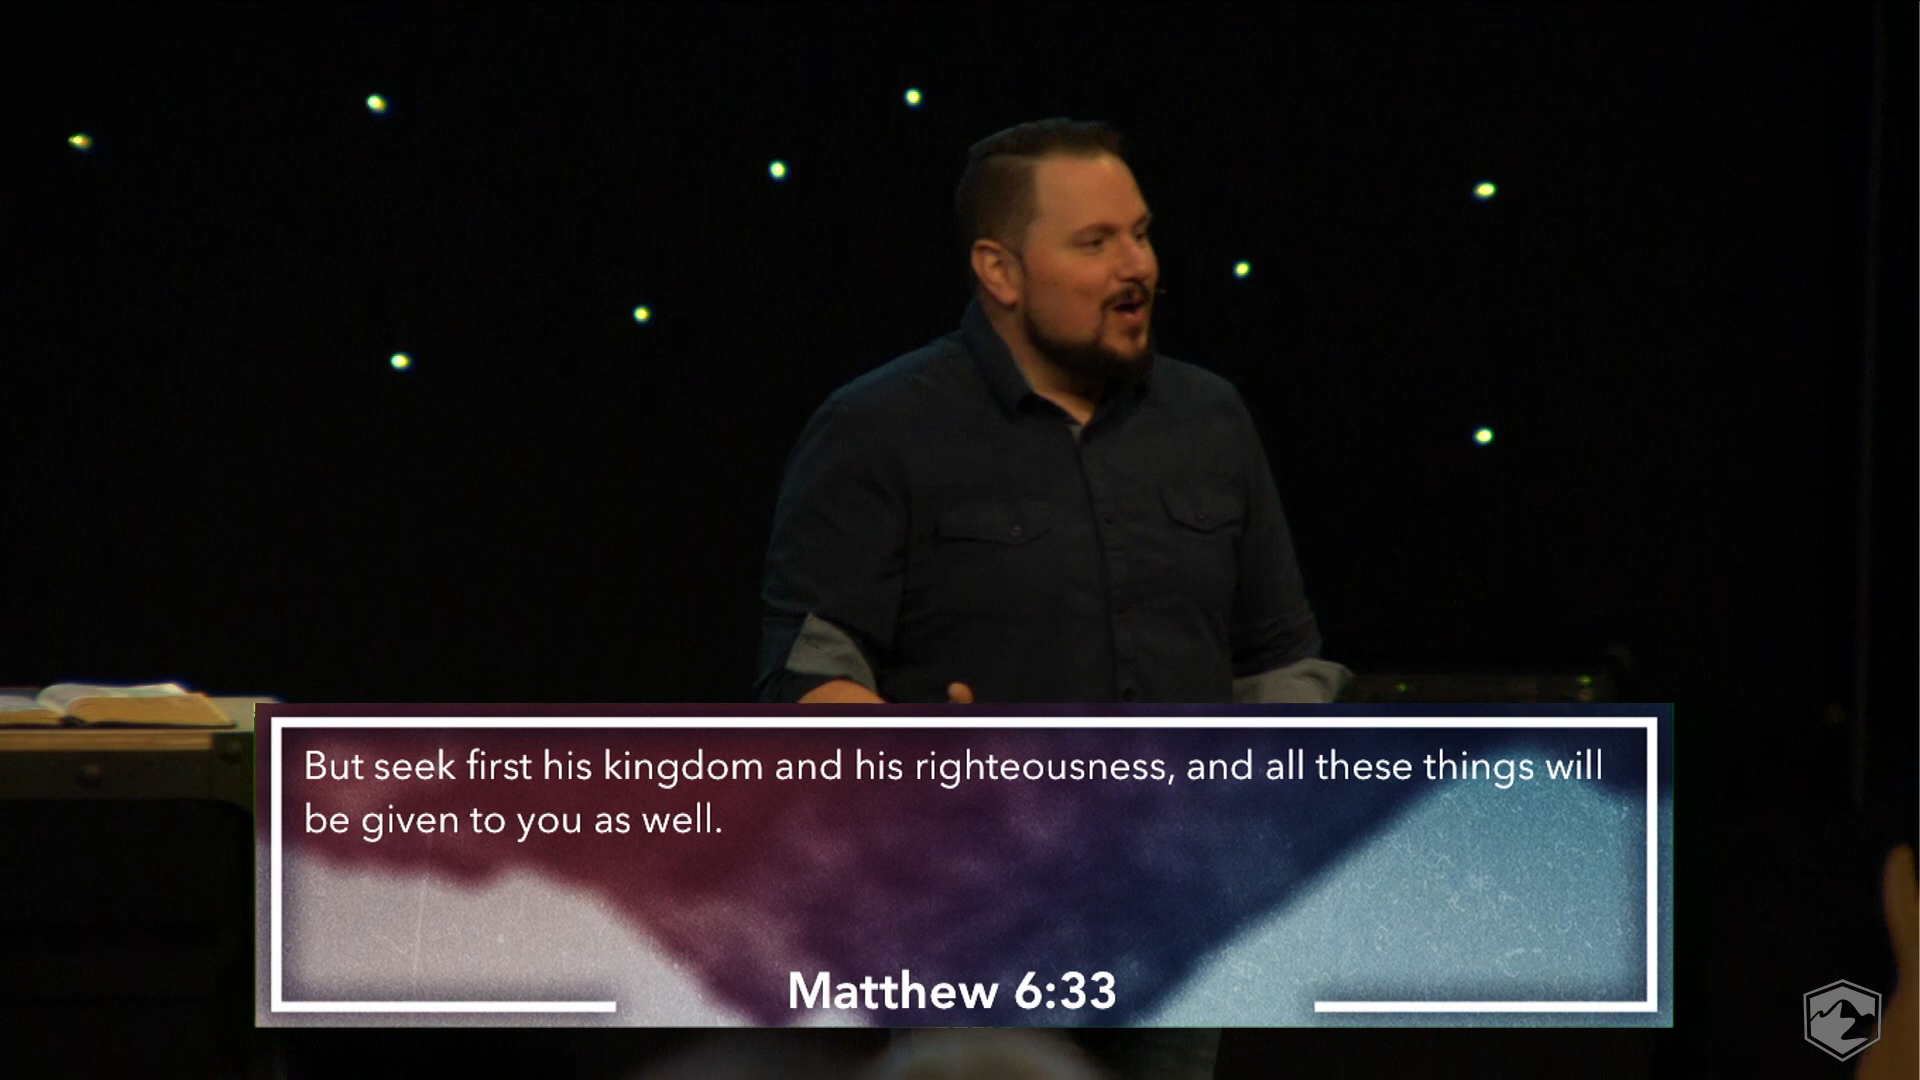 But seek first his kingdom and his righteousness, and all these things will
be given to you as well.
Matthew 6:33